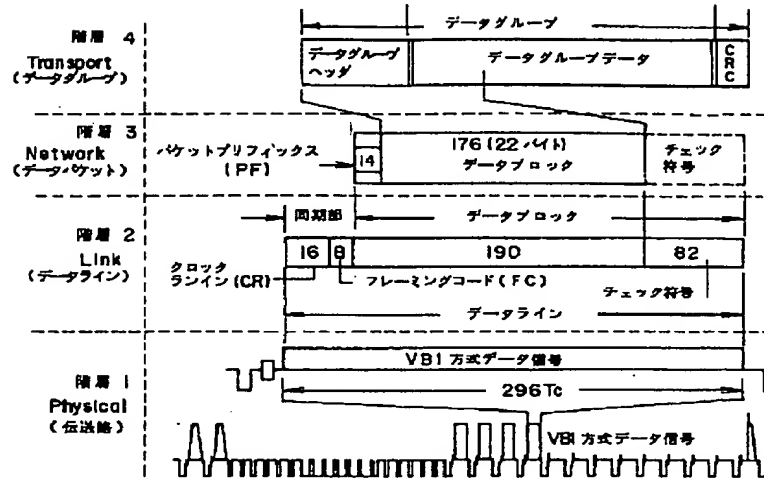 階層 4
Transport
(データグループ)
データグループ
データグループ
ヘッダ
データグループデータ
CRC
階層 3
Network
(データパケット)
パケットプリフィックス
(PF)
14
176(22バイト)
データブロック
チェック
符号
同期部
データブロック
階層 2
Link
(データライン)
16
8
190
82
クロック
ランイン(CR)
フレーミングコード(FC)
チェック符号
データライン
階層 1
Physical
(伝送路)
VBI方式データ信号
296Tc
VBI方式データ信号